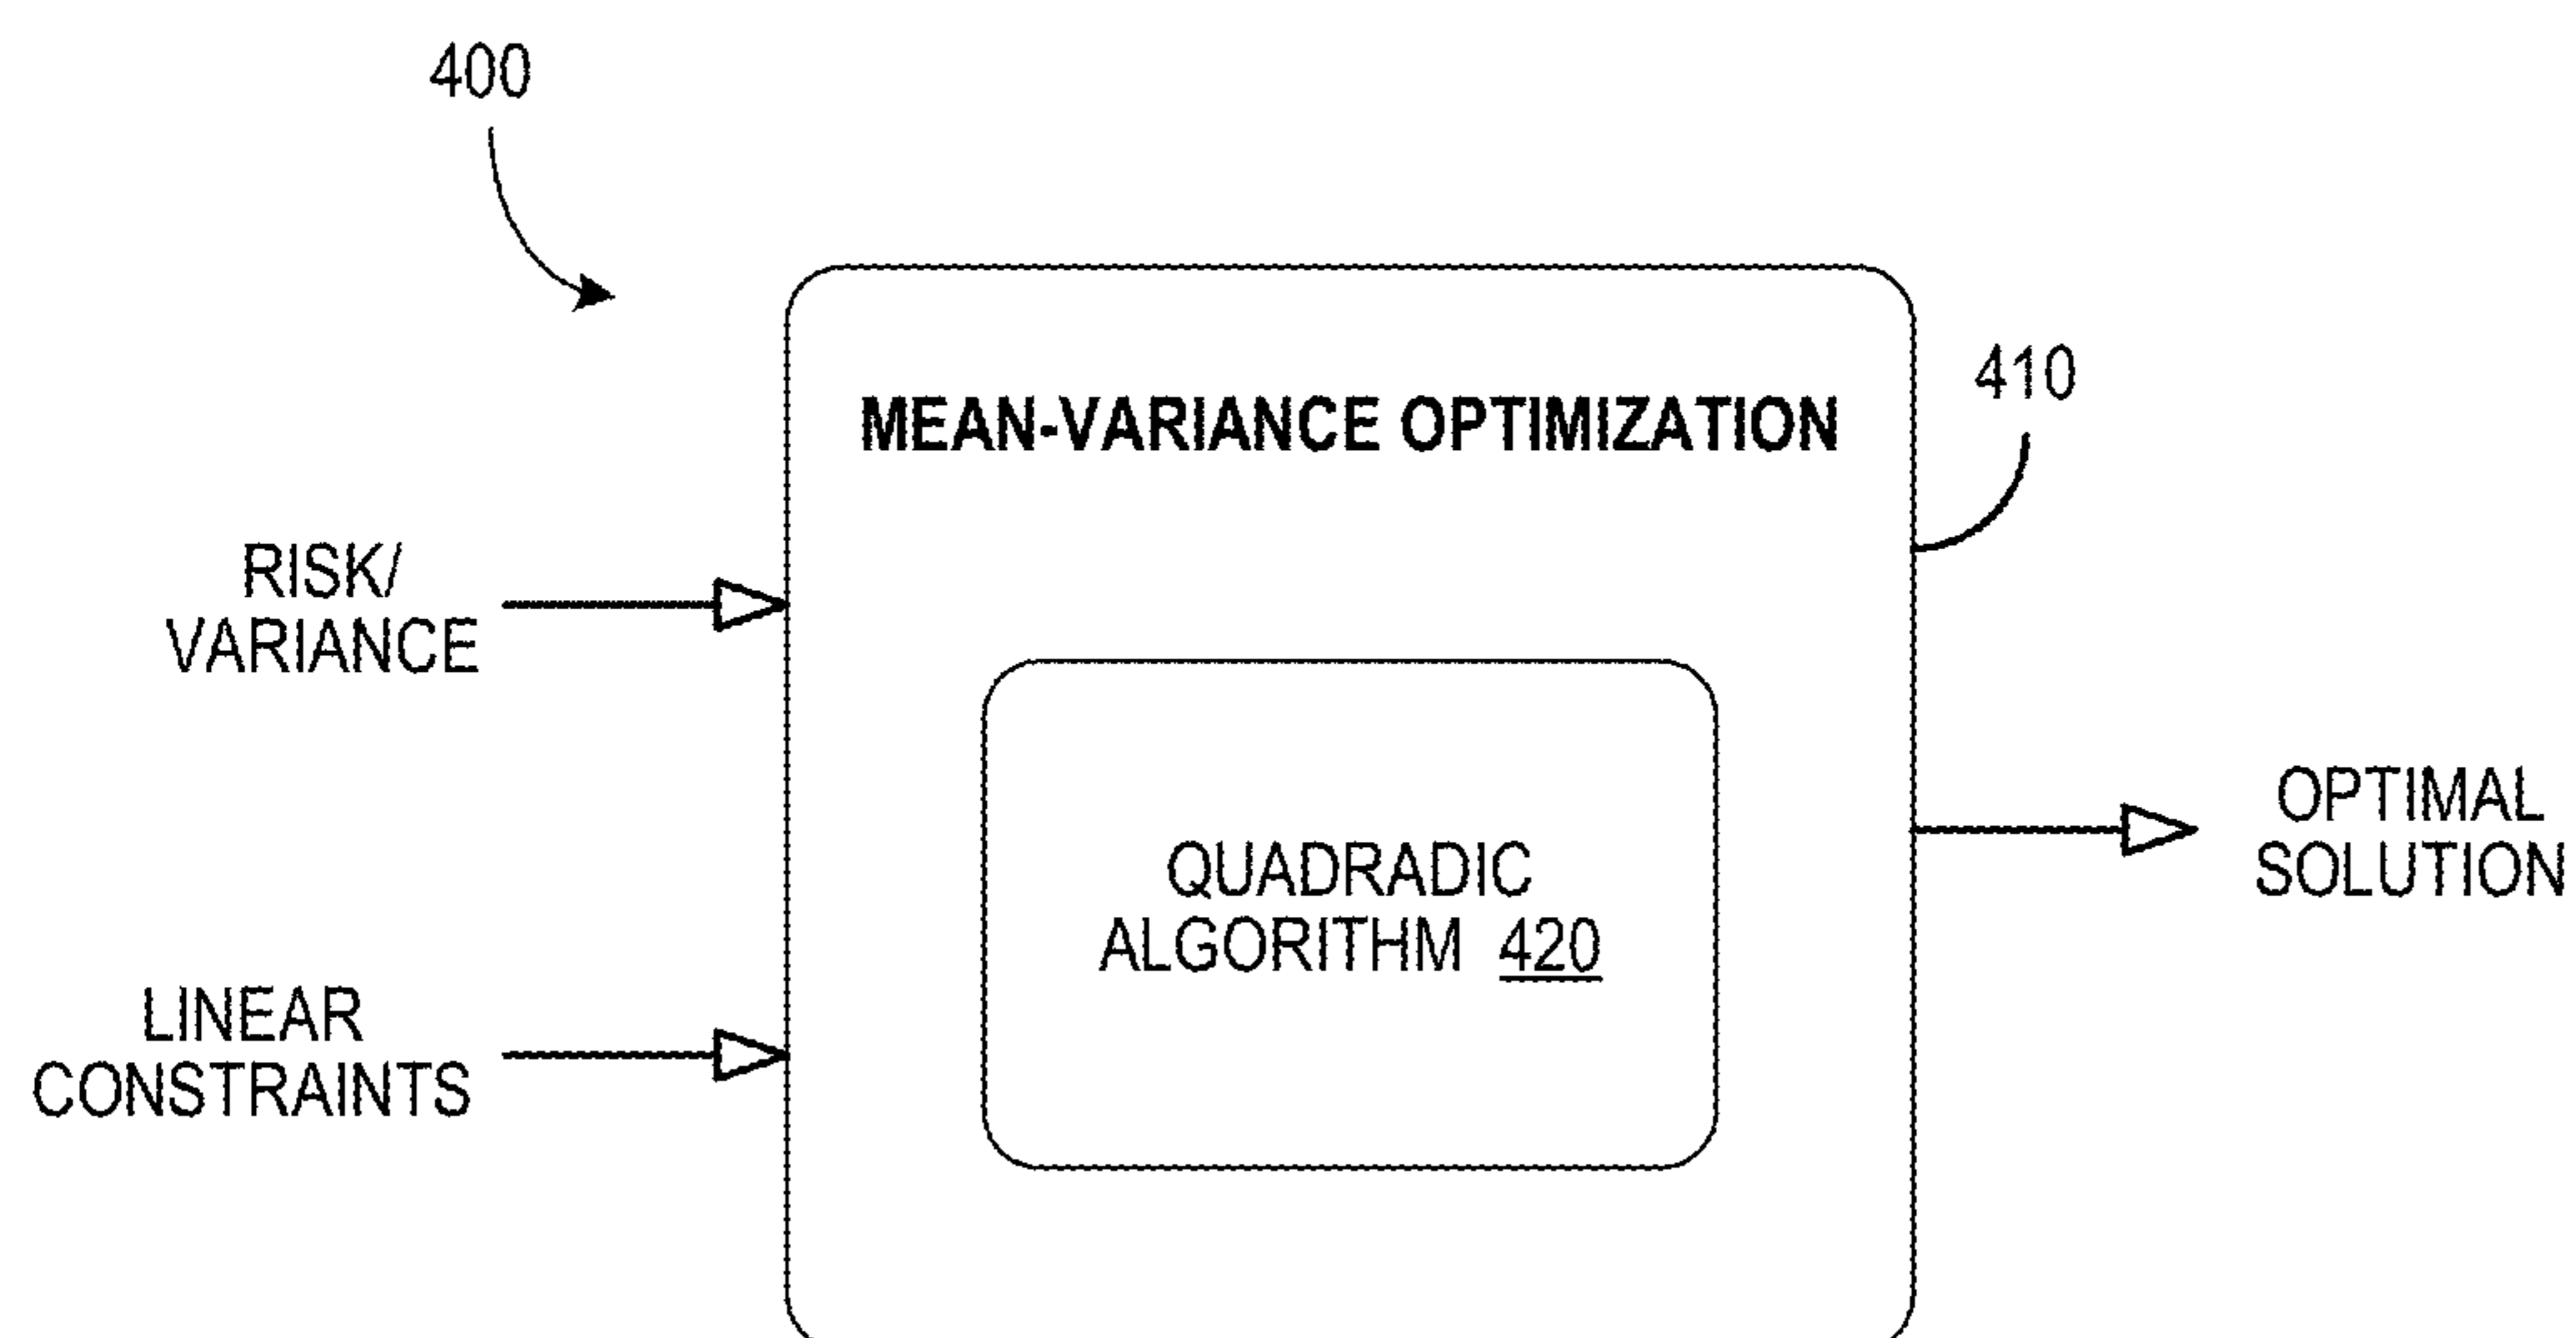 400
MEAN-VARIANCE OPTIMIZATION
410
RISK/
VARIANCE
OPTIMAL
SOLUTION
QUADRADIC
ALGORITHM 420
LINEAR
CONSTRAINTS